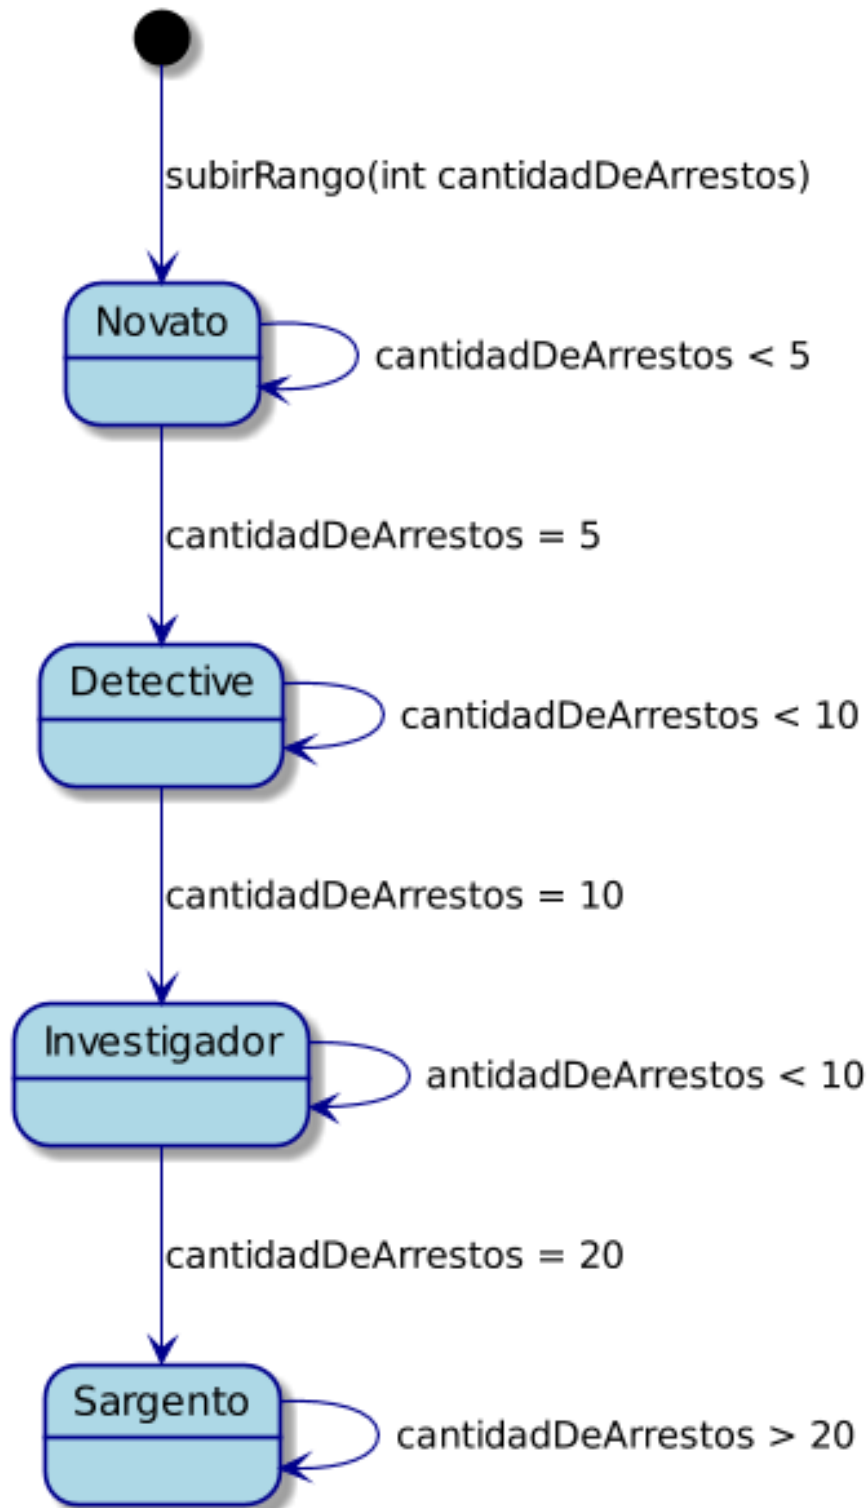 subirRango(int cantidadDeArrestos)
Novato
cantidadDeArrestos < 5
cantidadDeArrestos = 5
Detective
cantidadDeArrestos < 10
cantidadDeArrestos = 10
Investigador
antidadDeArrestos < 10
cantidadDeArrestos = 20
Sargento
cantidadDeArrestos > 20